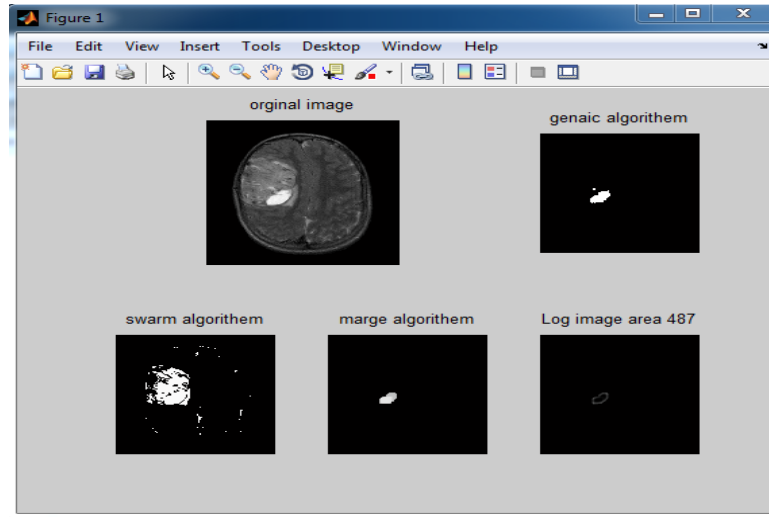 Figure 1
File Edit View Insert Tools Desktop Window Help
orginal image
genaic algorithem
swarm algorithem
marge algorithem
Log image area 487